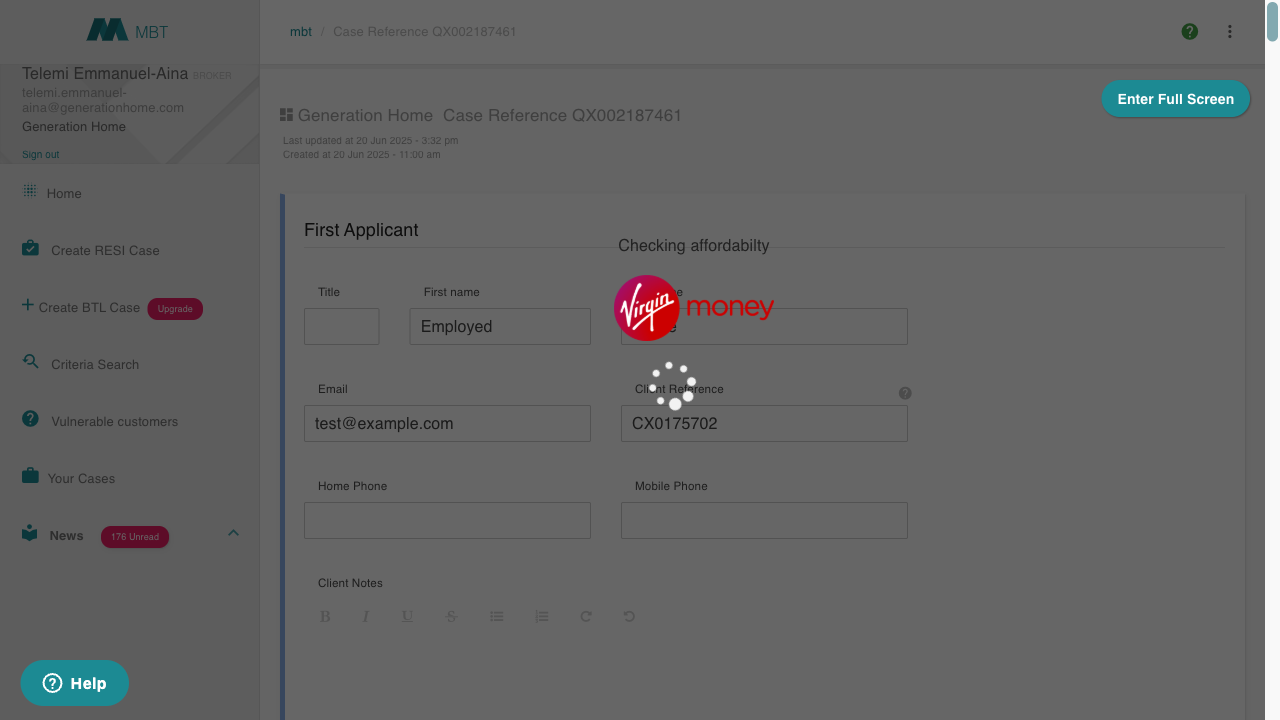 MBT
mbt / Case Reference QX002187461
Telemi Emmanuel-Aina BROKER
telemi.emmanuel-
aina@generationhome.com
Generation Home
Sign out
Enter Full Screen
Generation Home Case Reference QX002187461
Last updated at 20 Jun 2025 - 3:32 pm
Created at 20 Jun 2025 - 11:00 am
Home
Create RESI Case
Create BTL Case Upgrade
Criteria Search
Vulnerable customers
Your Cases
News 176 Unread
Help
First Applicant
Checking affordabilty
Virgin money
Title
First name
Employed
Email
Client Reference
test@example.com
CX0175702
Home Phone
Mobile Phone
Client Notes
B I U S